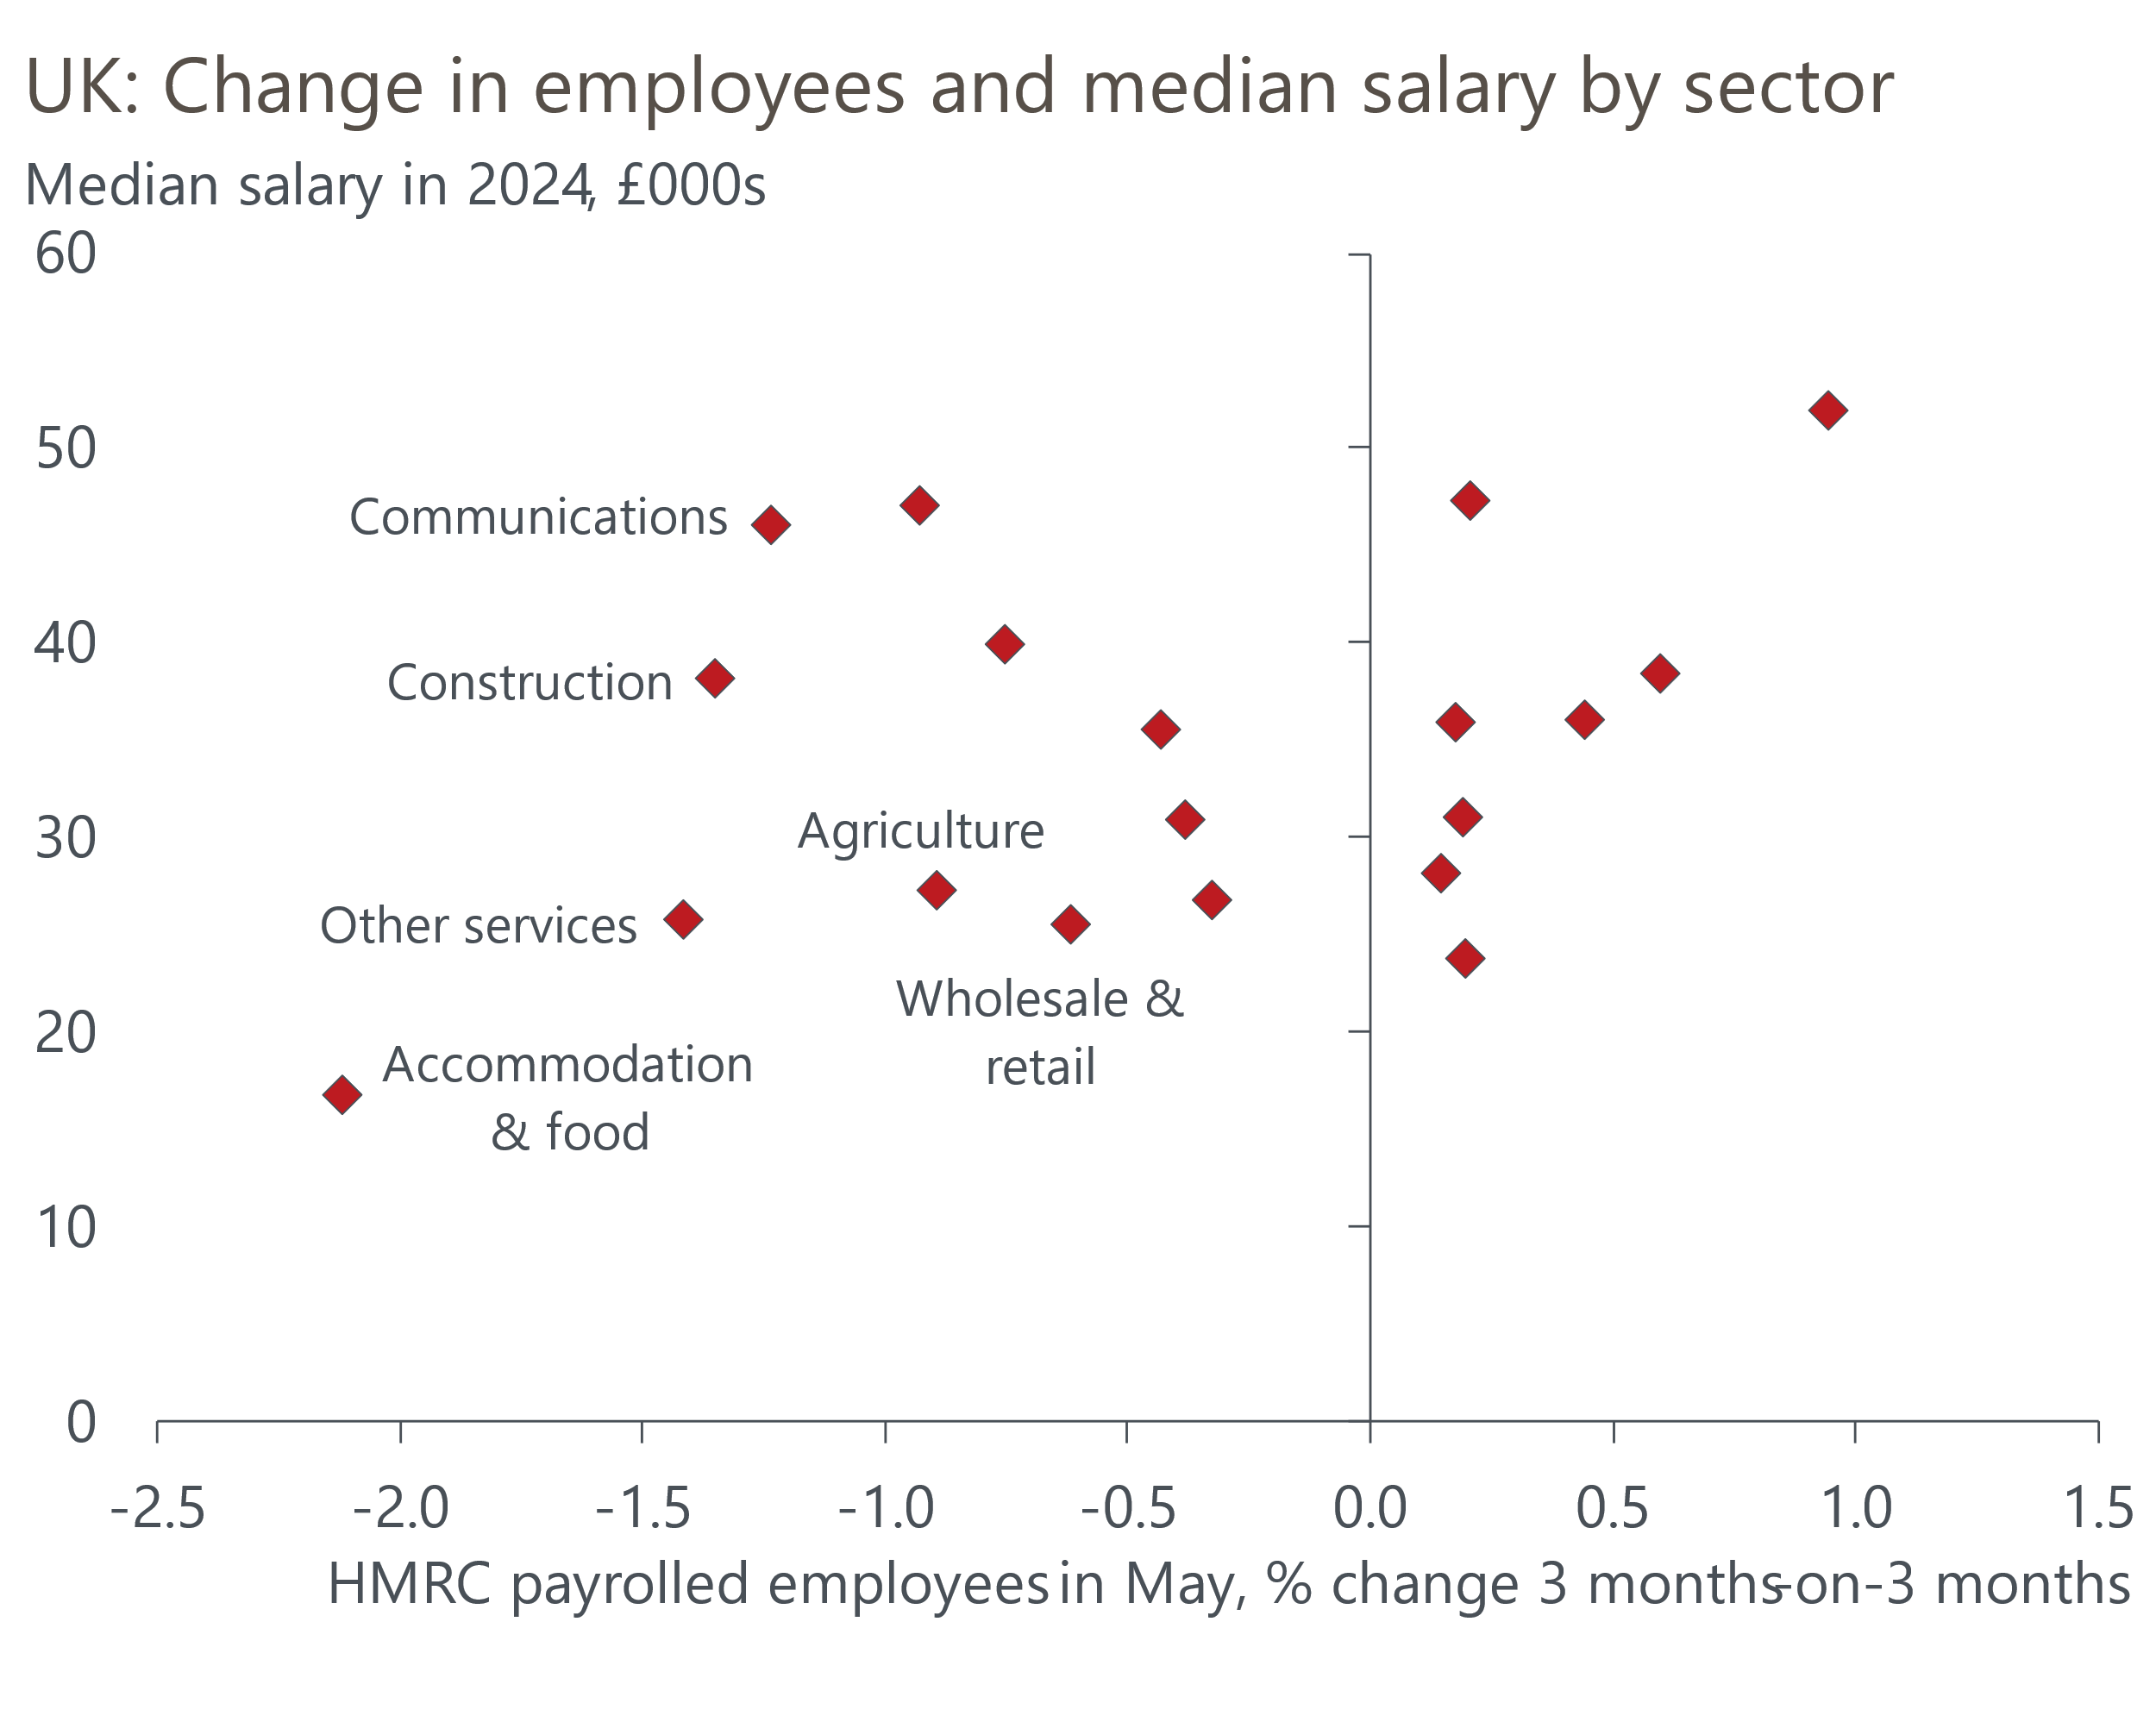 UK: Change in employees and median salary by sector
Median salary in 2024, £000s
60
50
Communications
40
Construction
30
Agriculture
Other services
Wholesale &
retail
20
Accommodation
& food
10
0
-2.5 -2.0 -1.5 -1.0 -0.5 0.0 0.5 1.0 1.5
HMRC payrolled employees in May, % change 3 months-on-3 months